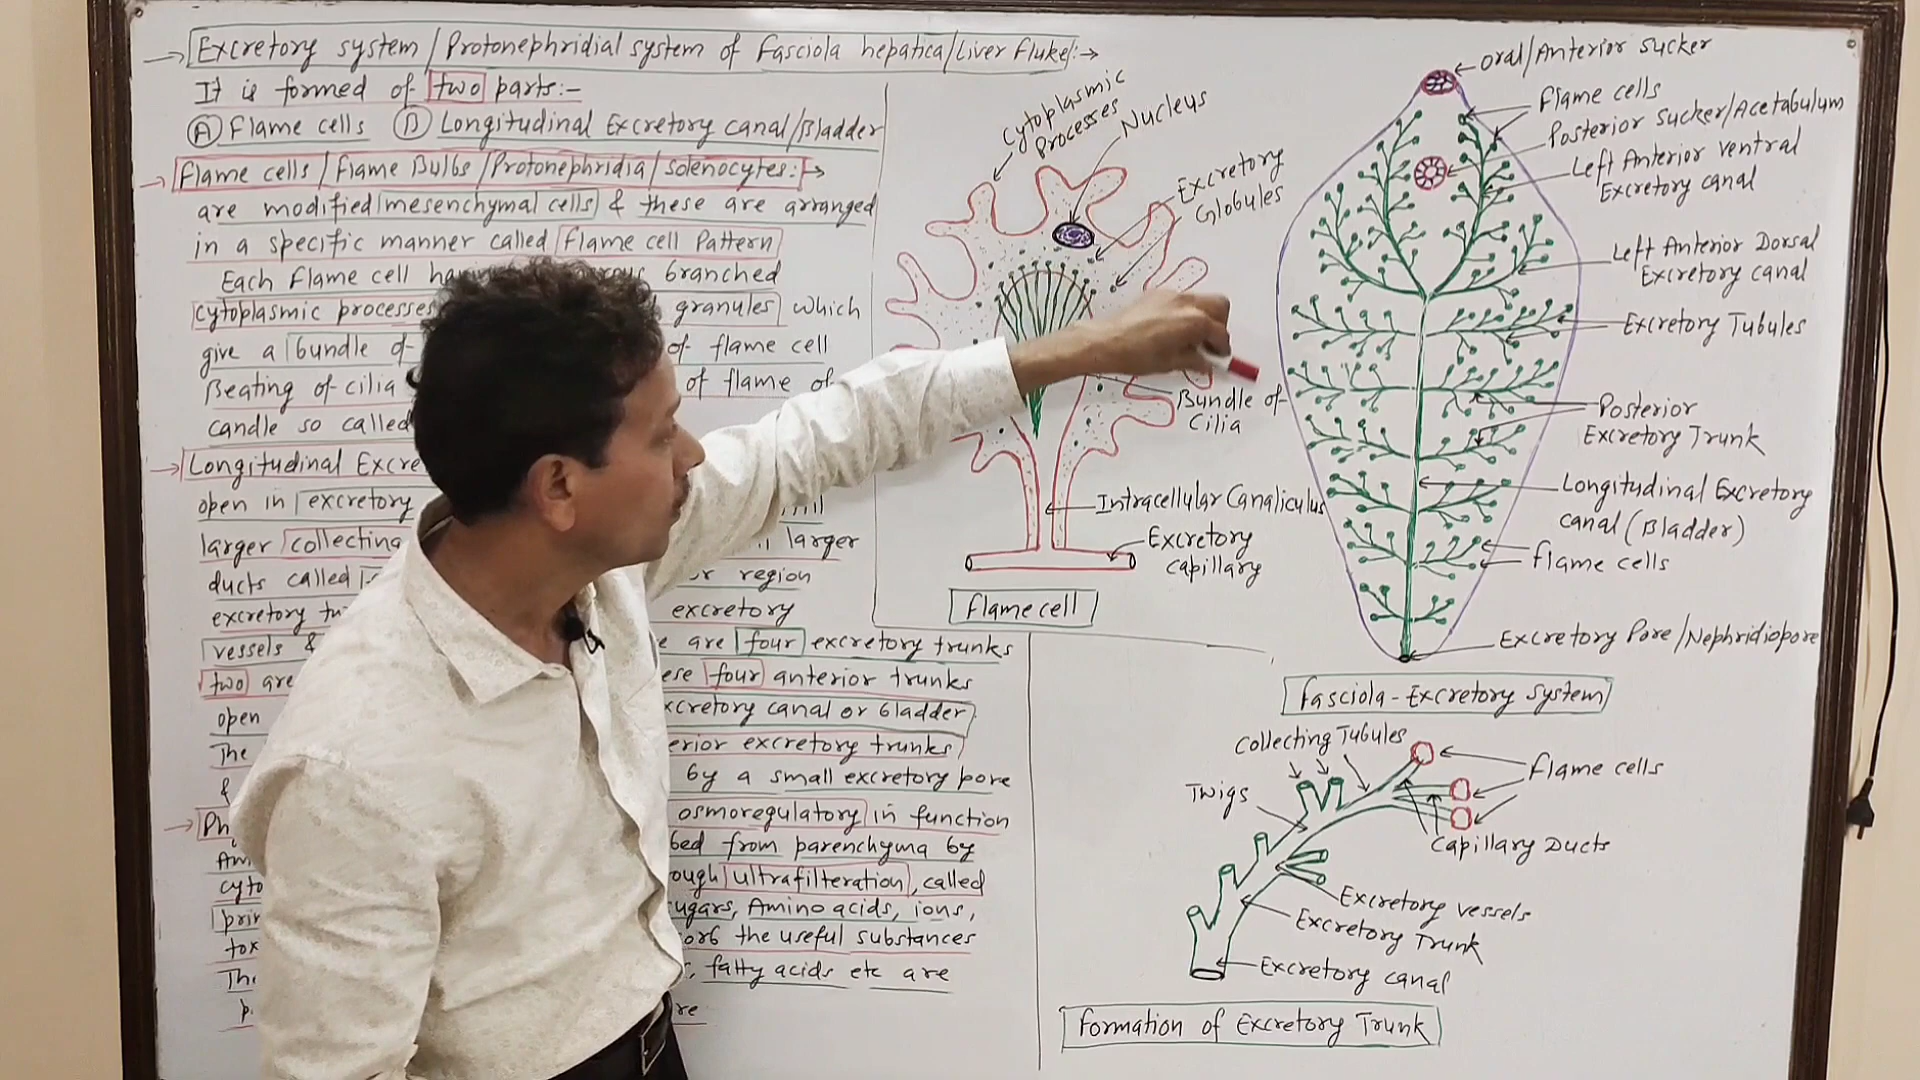 → Excretory system/Protonephridial system of Fasciola hepatica/Liver Fluke:→
It is formed of two parts:-
Ⓐ Flame cells Ⓑ Longitudinal Excretory canal/Bladder
→ Flame cells/Flame Bulbs/Protonephridia/Solenocytes:→
are modified mesenchymal cells & these are arranged
in a specific manner called Flame cell Pattern
Each Flame cell branched
cytoplasmic processes granules which
give a bundle of of flame cell
Beating of cilia of flame of
candle so called
→ Longitudinal
open in excretory
larger collecting larger
ducts called region
excretory excretory
vessels & are four excretory trunks
two are four anterior trunks
open excretory canal or bladder
The excretory trunks
& by a small excretory pore
→ osmoregulatory in function
from parenchyma by
ultrafilteration, called
Amino acids, ions,
the useful substances
fatty acids etc are
Cytoplasmic
Processes
Nucleus
Excretory
Globules
Bundle of
Cilia
Intracellular Canaliculus
Excretory
capillary
Flame cell
oral/Anterior sucker
Flame cells
Posterior sucker/Acetabulum
Left Anterior ventral
Excretory canal
Left Anterior Dorsal
Excretory canal
Excretory Tubules
Posterior
Excretory Trunk
Longitudinal Excretory
canal (Bladder)
Flame cells
Excretory Pore/Nephridiopore
Fasciola-Excretory System
Collecting Tubules
Twigs
Flame cells
Capillary Ducts
Excretory vessels
Excretory Trunk
Excretory canal
Formation of Excretory Trunk